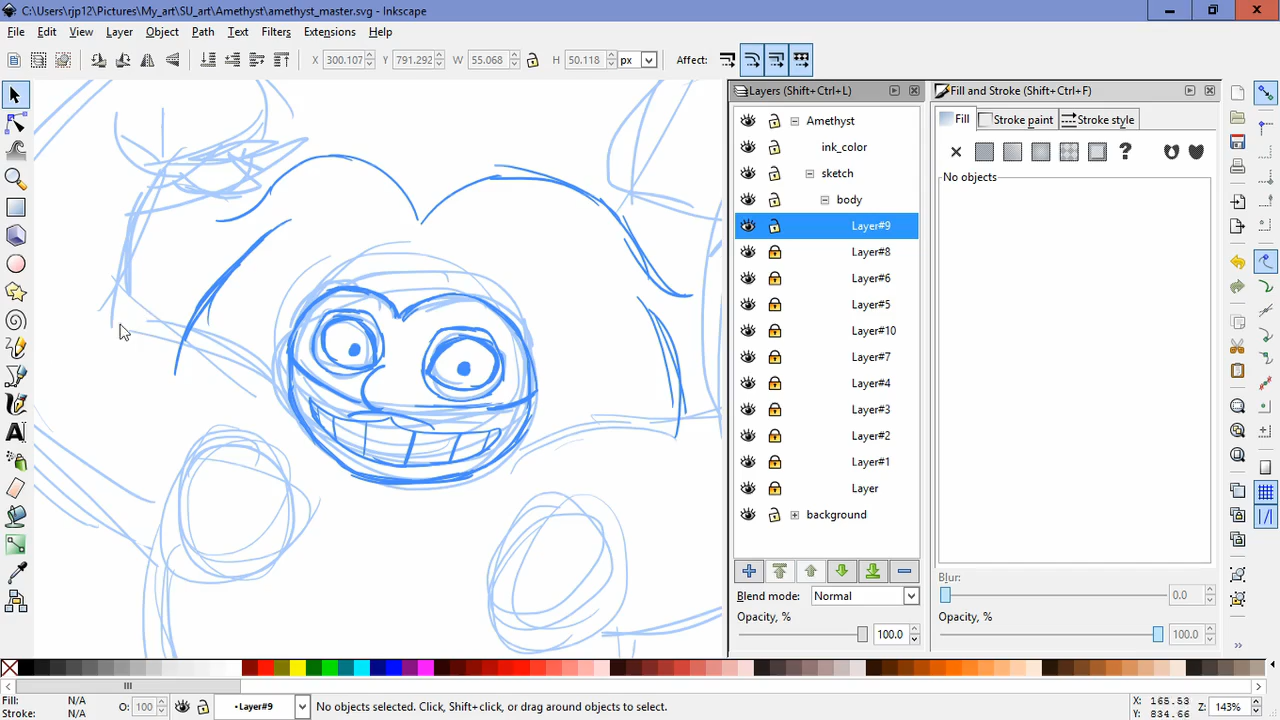 C:\Users\rjp12\Pictures\My_art\SU_art\Amethyst\amethyst_master.svg - Inkscape
File Edit View Layer Object Path Text Filters Extensions Help
X 300.107 Y 791.292 W 55.068 H 50.118 px Affect:
Layers (Shift+Ctrl+L)
Amethyst
ink_color
sketch
body
Layer#9
Layer#8
Layer#6
Layer#5
Layer#10
Layer#7
Layer#4
Layer#3
Layer#2
Layer#1
Layer
background
Blend mode: Normal
Opacity, %
100.0
Fill and Stroke (Shift+Ctrl+F)
Fill Stroke paint Stroke style
?
No objects
Blur:
0.0
Opacity, %
100.0
Fill: N/A
Stroke: N/A
O: 100
•Layer#9
No objects selected. Click, Shift+click, or drag around objects to select.
X: 165.53
Y: 834.66
Z: 143%